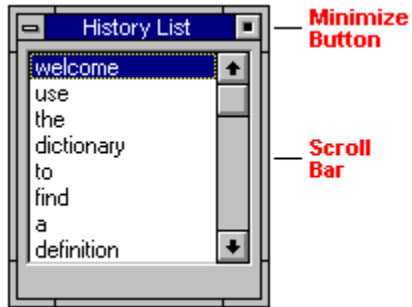 History List
Minimize
Button
welcome
use
the
dictionary
to
find
a
definition
Scroll
Bar